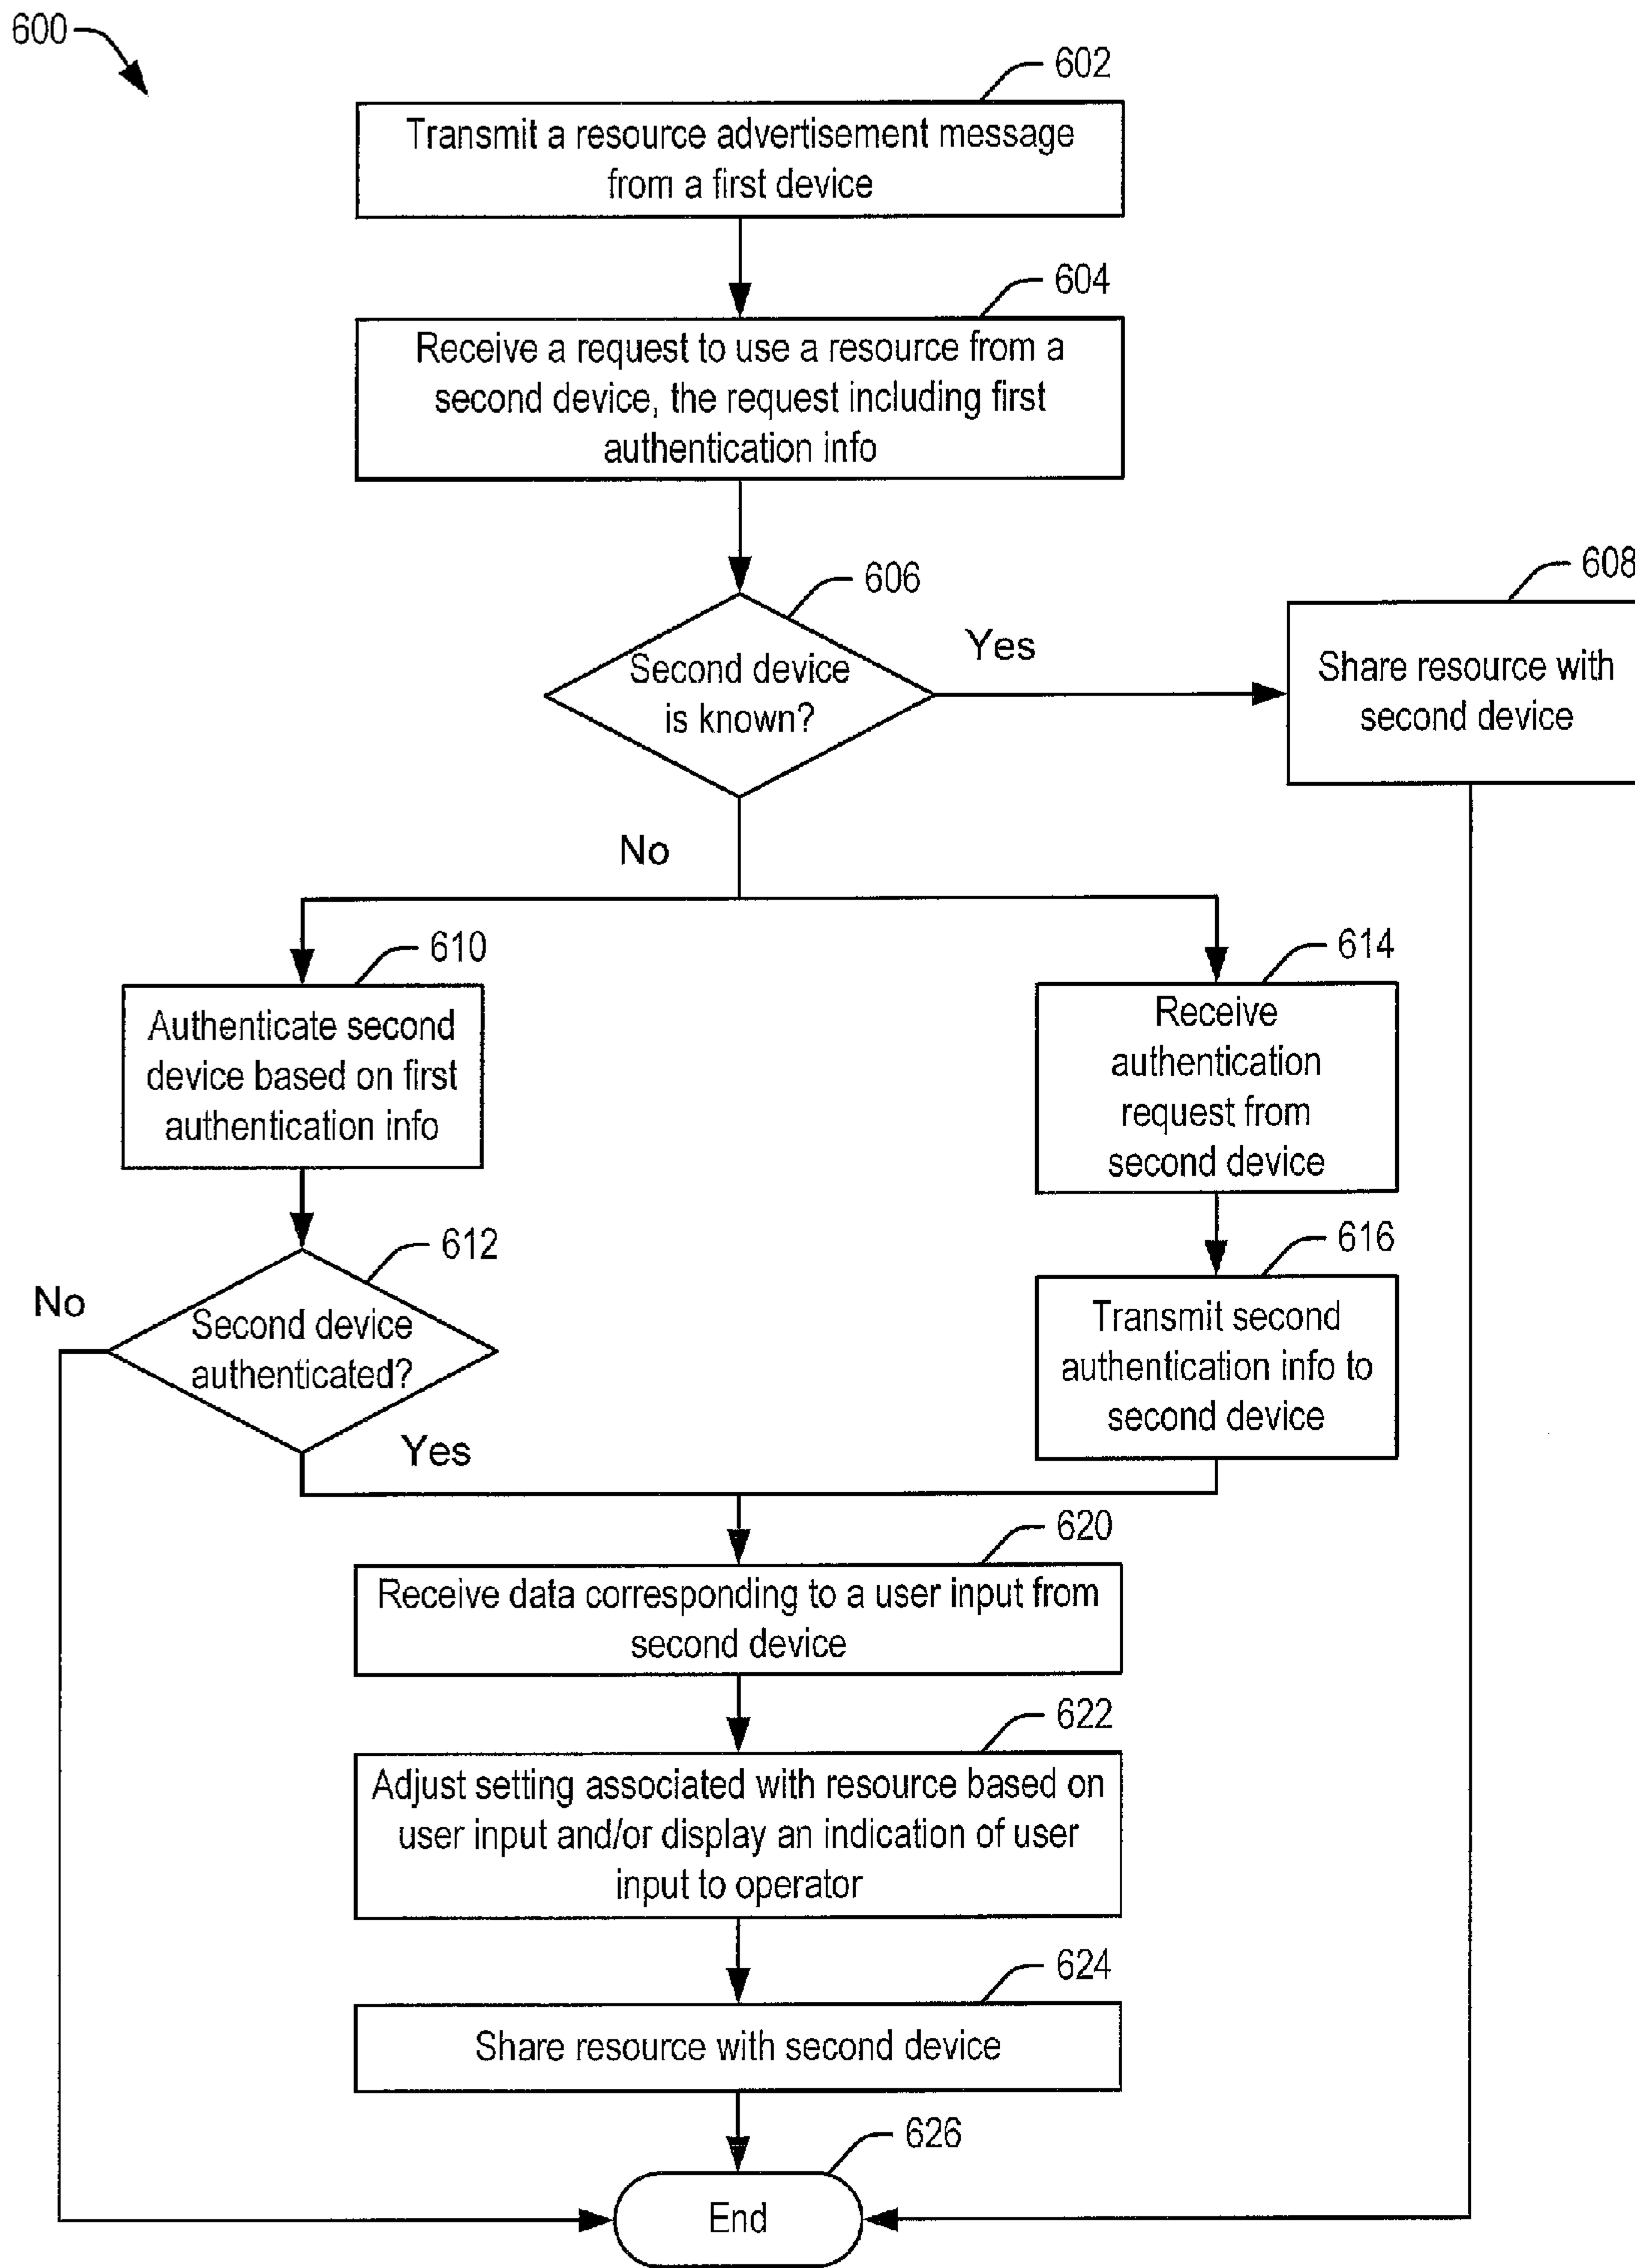 600
602
Transmit a resource advertisement message
from a first device
604
Receive a request to use a resource from a
second device, the request including first
authentication info
606
Second device
is known?
Yes
608
Share resource with
second device
No
610
Authenticate second
device based on first
authentication info
614
Receive
authentication
request from
second device
612
No
Second device
authenticated?
Yes
616
Transmit second
authentication info to
second device
620
Receive data corresponding to a user input from
second device
622
Adjust setting associated with resource based on
user input and/or display an indication of user
input to operator
624
Share resource with second device
626
End